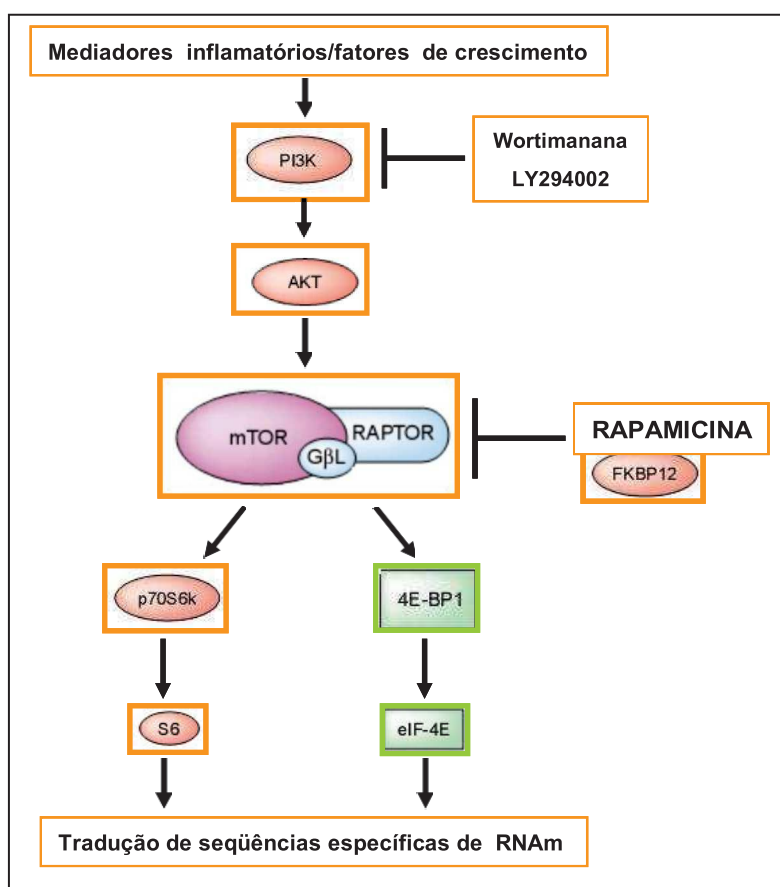 Mediadores inflamatórios/fatores de crescimento
PI3K
Wortimanana
LY294002
AKT
mTOR
RAPTOR
GβL
RAPAMICINA
FKBP12
p70S6k
4E-BP1
S6
eIF-4E
Tradução de seqüências específicas de RNAm